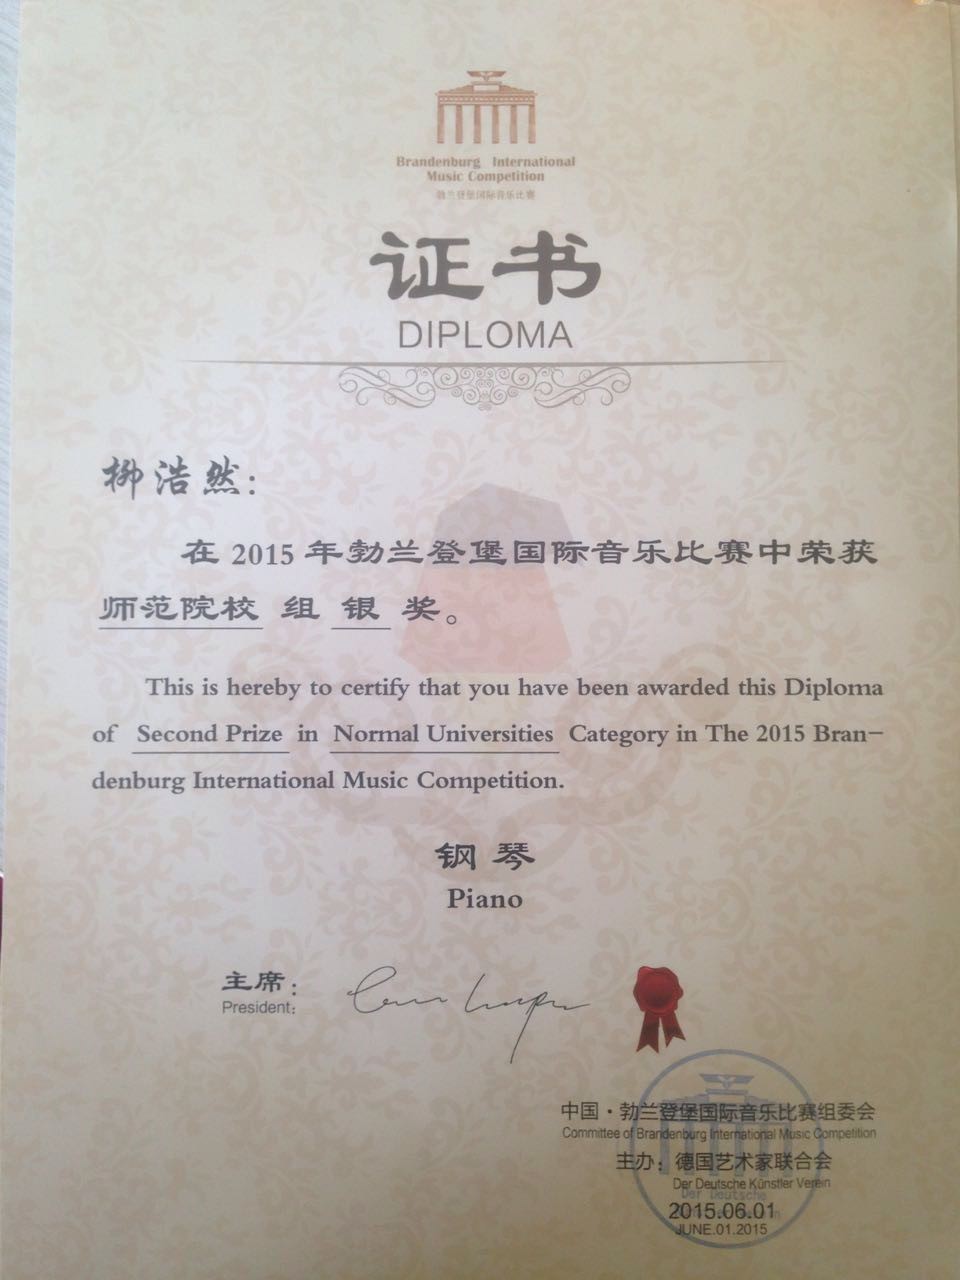 Brandenburg International
Music Competition
勃兰登堡国际音乐比赛
证书
DIPLOMA
柳浩然:
在 2015 年勃兰登堡国际音乐比赛中荣获
师范院校 组 银 奖。
This is hereby to certify that you have been awarded this Diploma
of Second Prize in Normal Universities Category in The 2015 Bran-
denburg International Music Competition.
钢琴
Piano
主席:
President:
中国·勃兰登堡国际音乐比赛组委会
Committee of Brandenburg International Music Competition
主办: 德国艺术家联合会
Der Deutsche Künstler Verein
Der Deutsche
2015.06.01
JUNE.01.2015